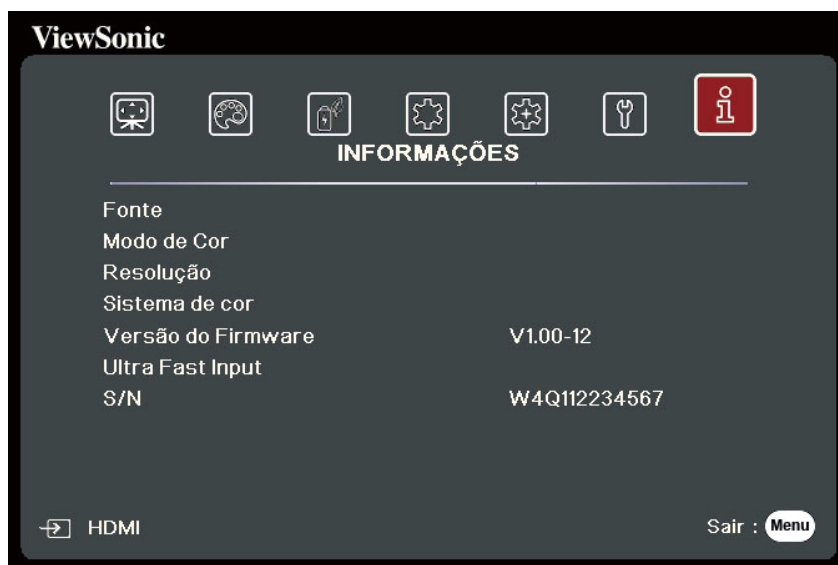 ViewSonic
INFORMAÇÕES
Fonte
Modo de Cor
Resolução
Sistema de cor
Versão do Firmware V1.00-12
Ultra Fast Input
S/N W4Q112234567
HDMI Sair : Menu